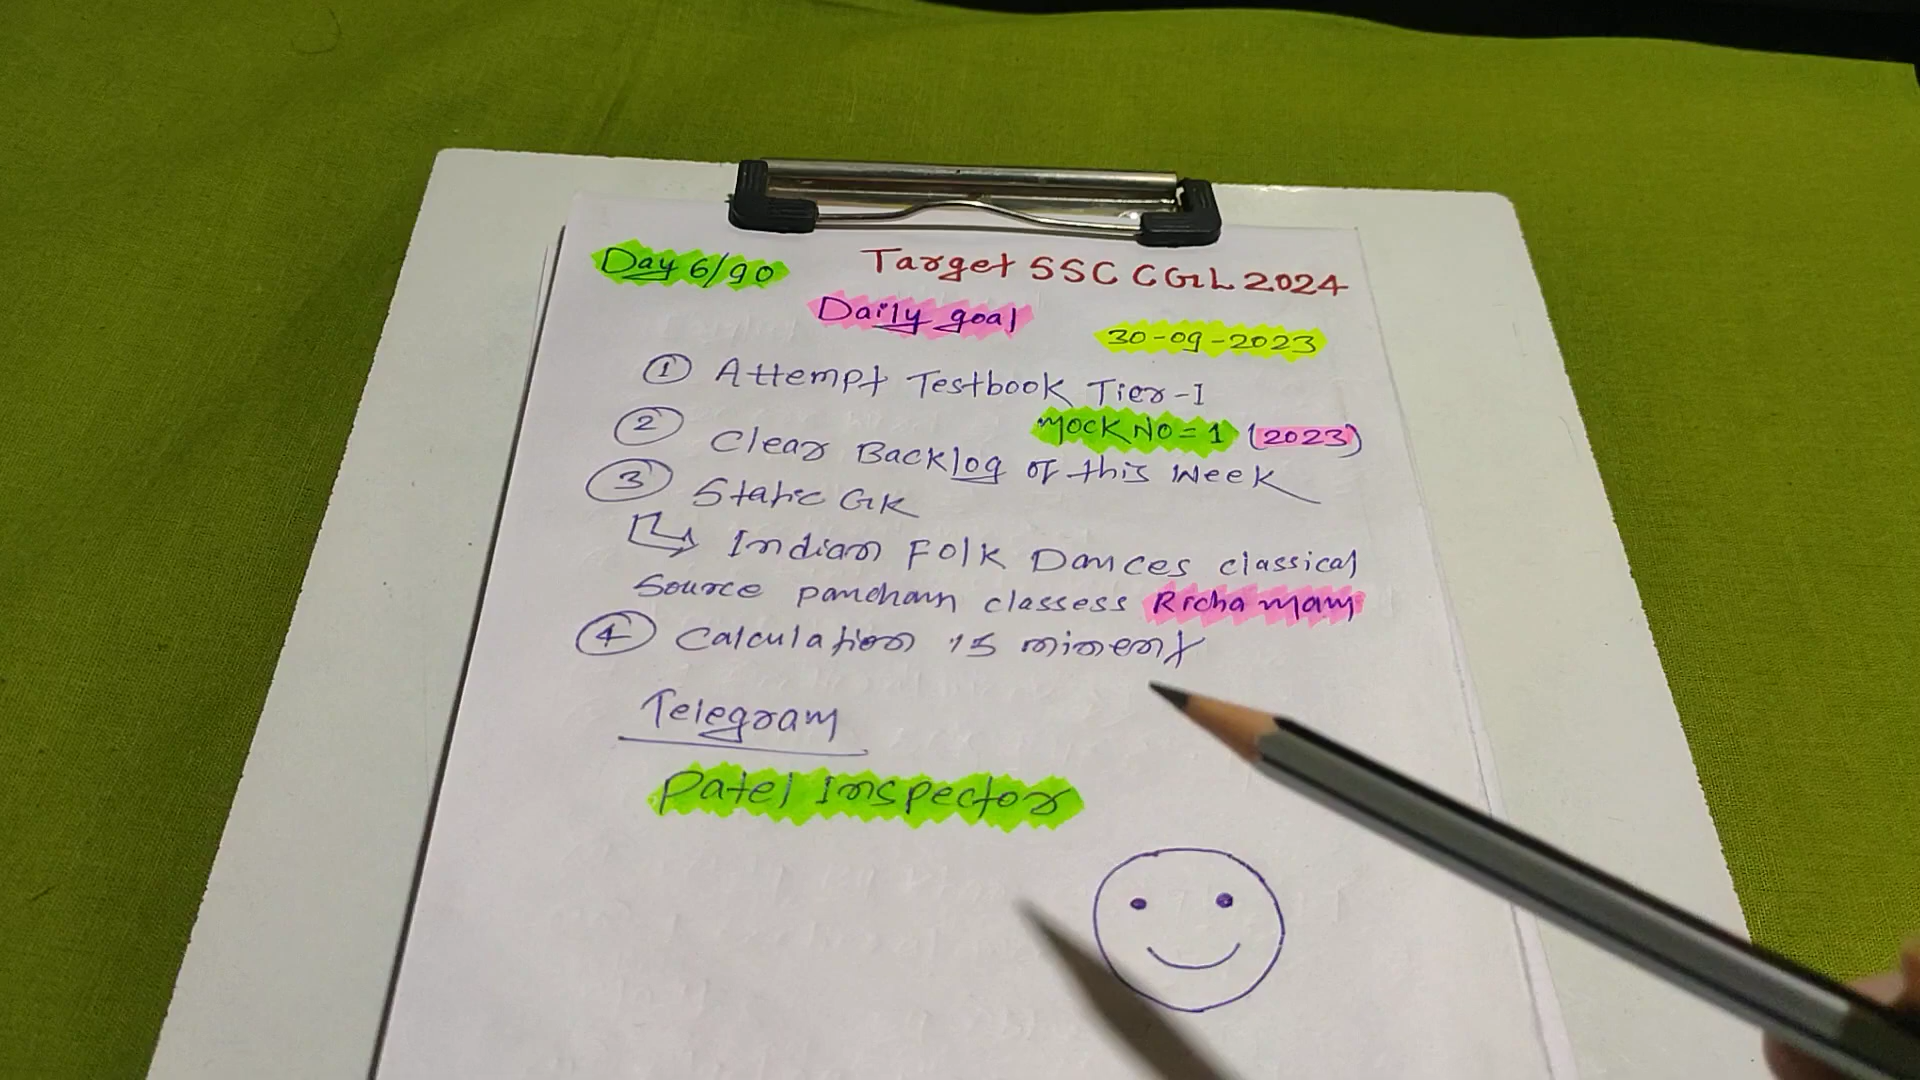 Day 6/90 Target SSC CGL 2024
Daily goal
30-09-2023
① Attempt Testbook Tier-I
Mock No = 1 (2023)
② Clear Backlog of this Week
③ Static GK
↳ Indian Folk Dances classical
Source pancham classess Richa mam
④ Calculation 15 minent
Telegram
Patel Inspector